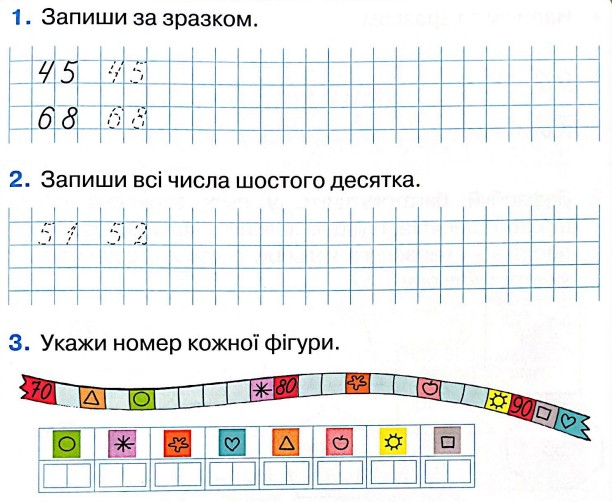 1. Запиши за зразком.
45 45
68 68
2. Запиши всі числа шостого десятка.
51 52
3. Укажи номер кожної фігури.
70 80 90